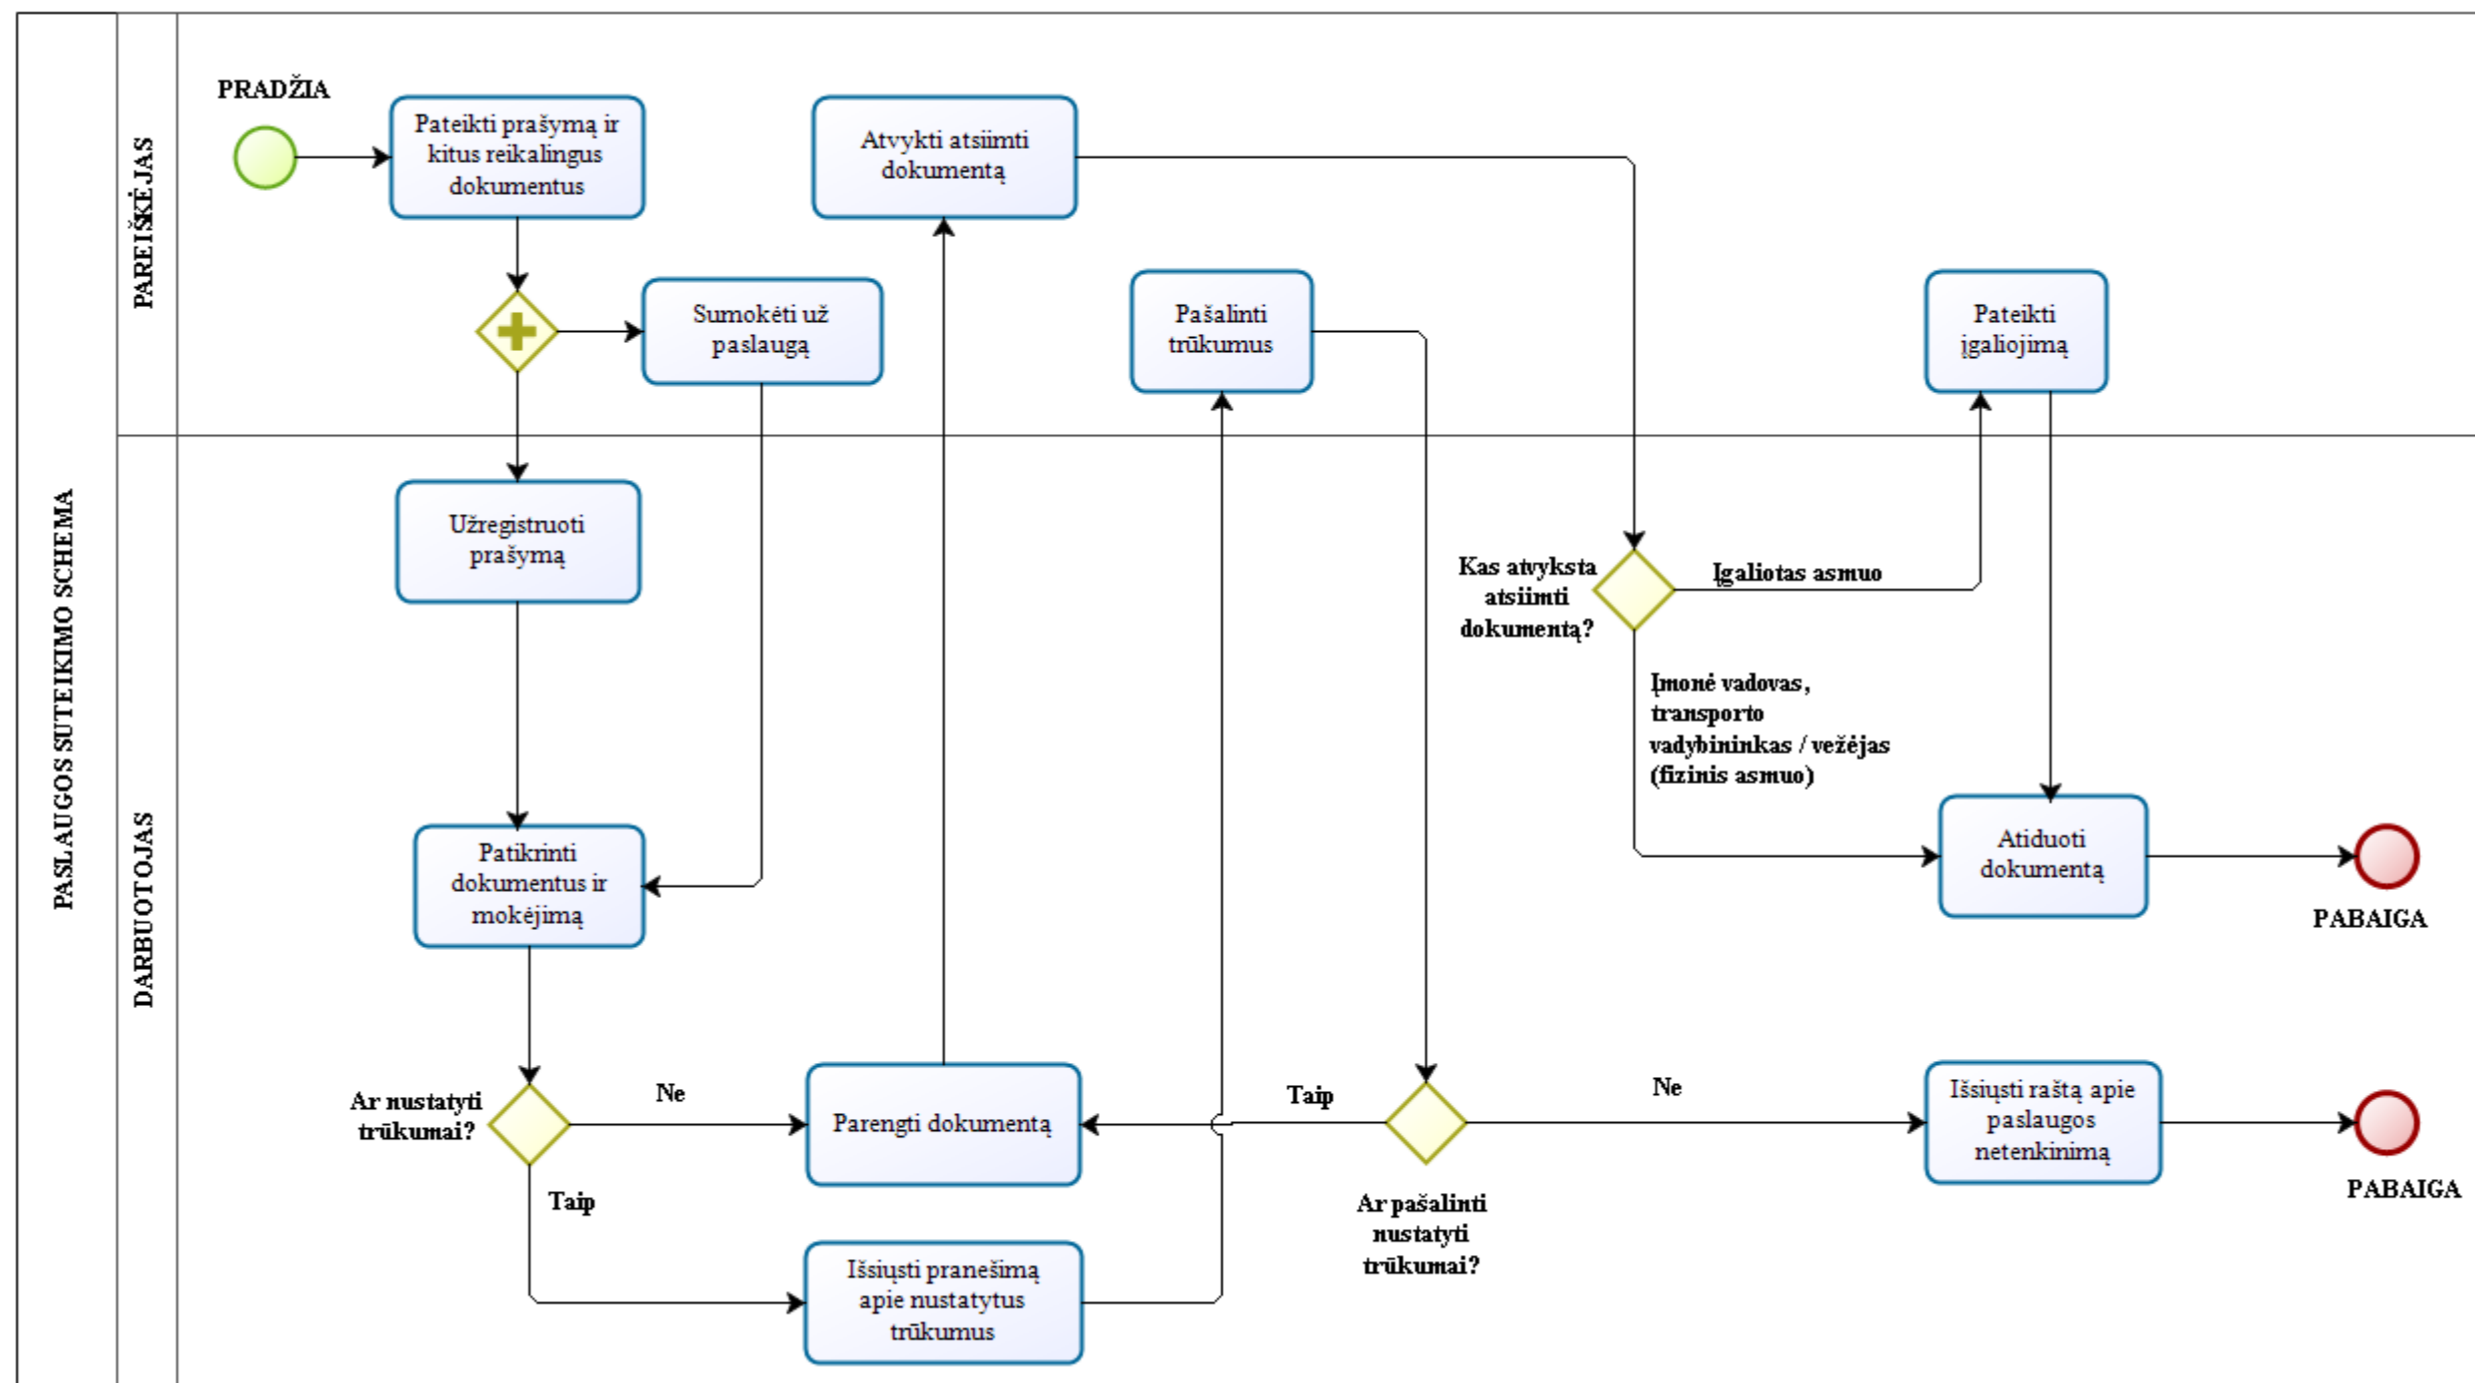 PASLAUGOS SUTEIKIMO SCHEMA
PAREIŠKĖJAS
PRADŽIA
Pateikti prašymą ir
kitus reikalingus
dokumentus
Atvykti atsiimti
dokumentą
Sumokėti už
paslaugą
Pašalinti
trūkumus
Pateikti
įgaliojimą
DARBUOTOJAS
Užregistruoti
prašymą
Kas atvyksta
atsiimti
dokumentą?
Įgaliotas asmuo
Įmonė vadovas,
transporto
vadybininkas / vežėjas
(fizinis asmuo)
Patikrinti
dokumentus ir
mokėjimą
Atiduoti
dokumentą
PABAIGA
Ar nustatyti
trūkumai?
Ne
Taip
Parengti dokumentą
Taip
Ne
Ar pašalinti
nustatyti
trūkumai?
Išsiųsti raštą apie
paslaugos
netenkinimą
PABAIGA
Išsiųsti pranešimą
apie nustatytus
trūkumus